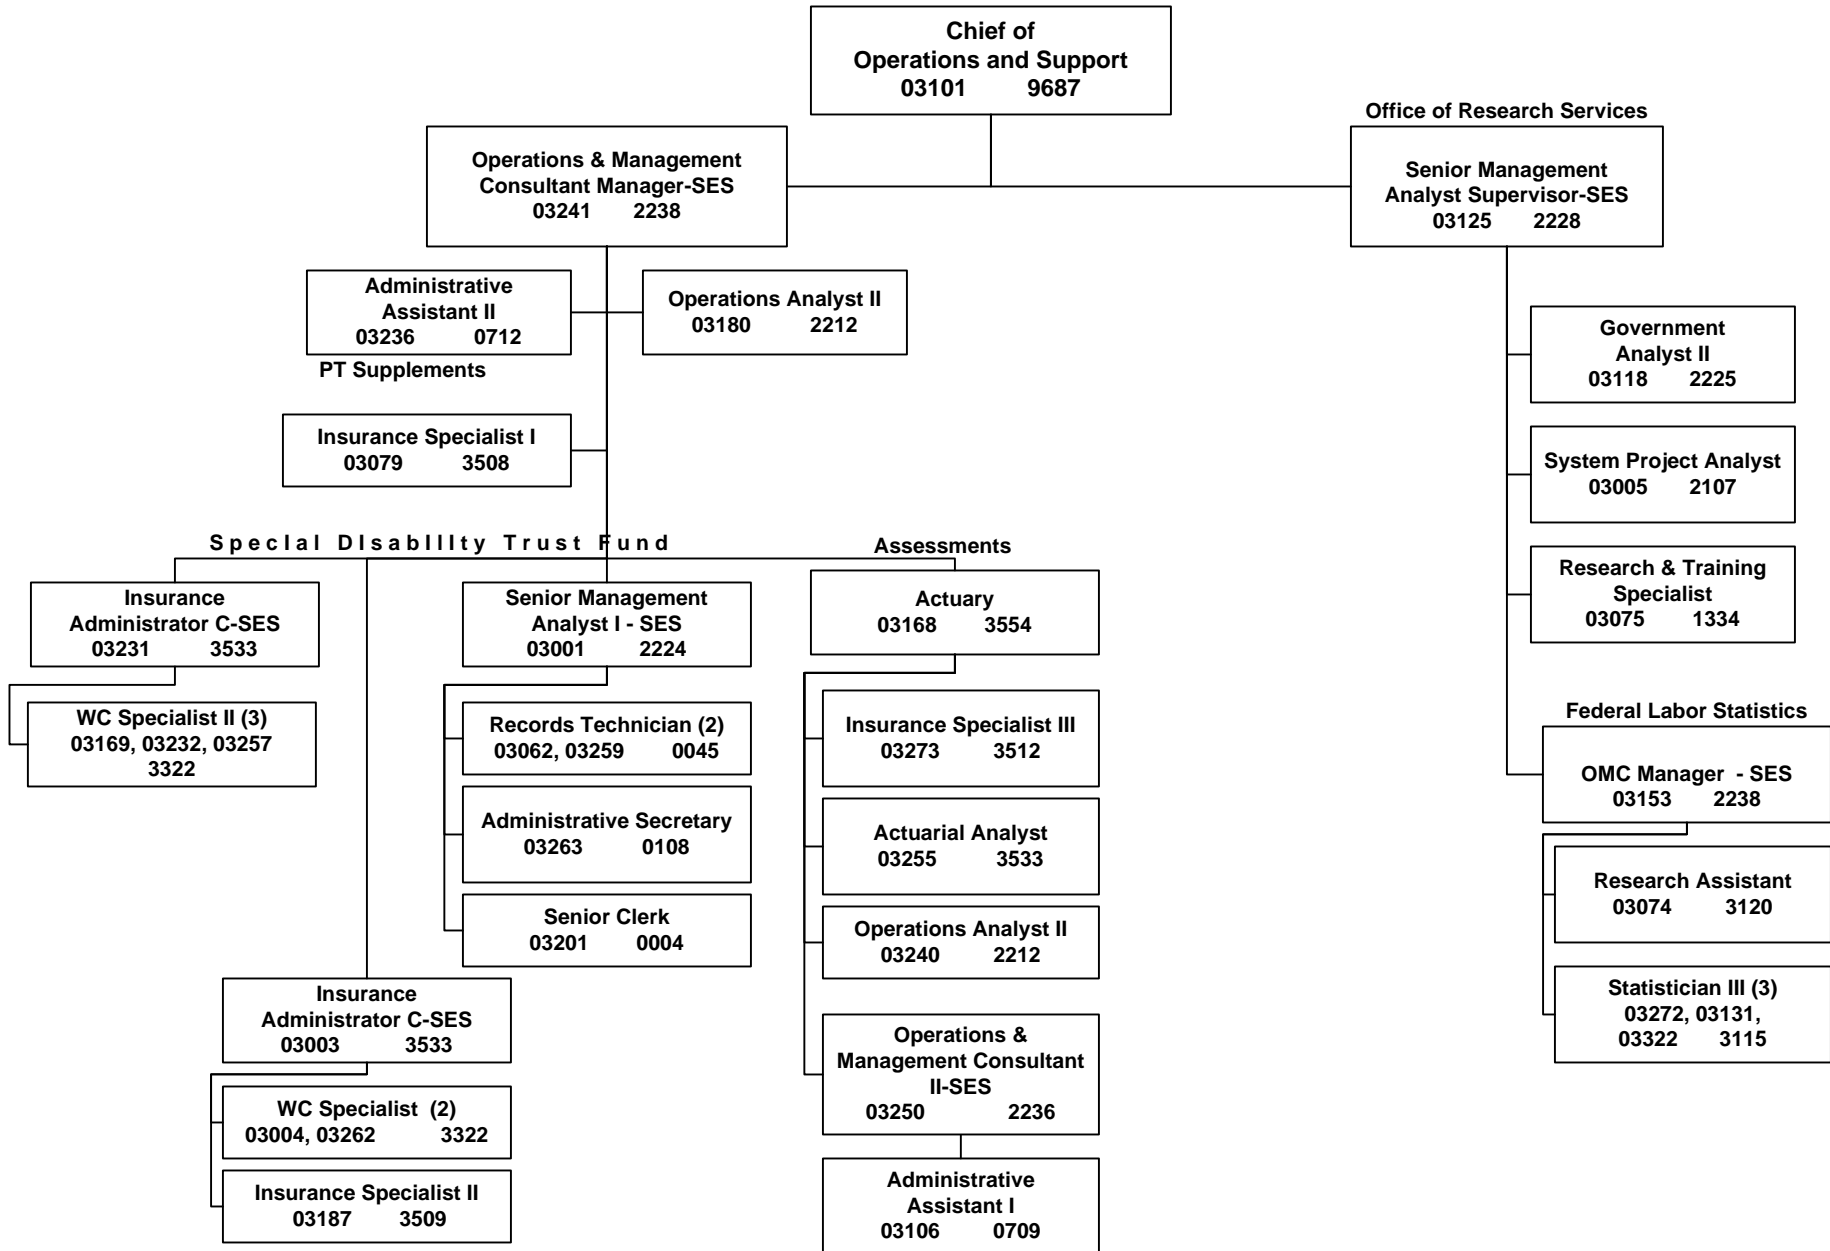 Chief of
Operations and Support
03101 9687
Office of Research Services
Operations & Management
Consultant Manager-SES
03241 2238
Senior Management
Analyst Supervisor-SES
03125 2228
Administrative
Assistant II
03236 0712
Operations Analyst II
03180 2212
PT Supplements
Insurance Specialist I
03079 3508
Government
Analyst II
03118 2225
System Project Analyst
03005 2107
Research & Training
Specialist
03075 1334
Special DIsabIlIty Trust Fund
Assessments
Insurance
Administrator C-SES
03231 3533
WC Specialist II (3)
03169, 03232, 03257
3322
Senior Management
Analyst I - SES
03001 2224
Records Technician (2)
03062, 03259 0045
Administrative Secretary
03263 0108
Senior Clerk
03201 0004
Insurance
Administrator C-SES
03003 3533
WC Specialist (2)
03004, 03262 3322
Insurance Specialist II
03187 3509
Actuary
03168 3554
Insurance Specialist III
03273 3512
Actuarial Analyst
03255 3533
Operations Analyst II
03240 2212
Operations &
Management Consultant
II-SES
03250 2236
Administrative
Assistant I
03106 0709
Federal Labor Statistics
OMC Manager - SES
03153 2238
Research Assistant
03074 3120
Statistician III (3)
03272, 03131,
03322 3115